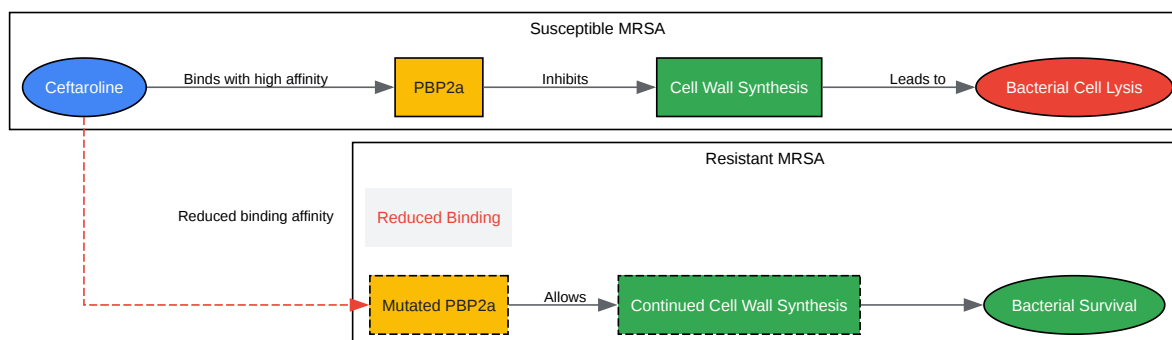 Susceptible MRSA
Ceftaroline
Binds with high affinity
PBP2a
Inhibits
Cell Wall Synthesis
Leads to
Bacterial Cell Lysis
Resistant MRSA
Reduced binding affinity
Reduced Binding
Mutated PBP2a
Allows
Continued Cell Wall Synthesis
Bacterial Survival